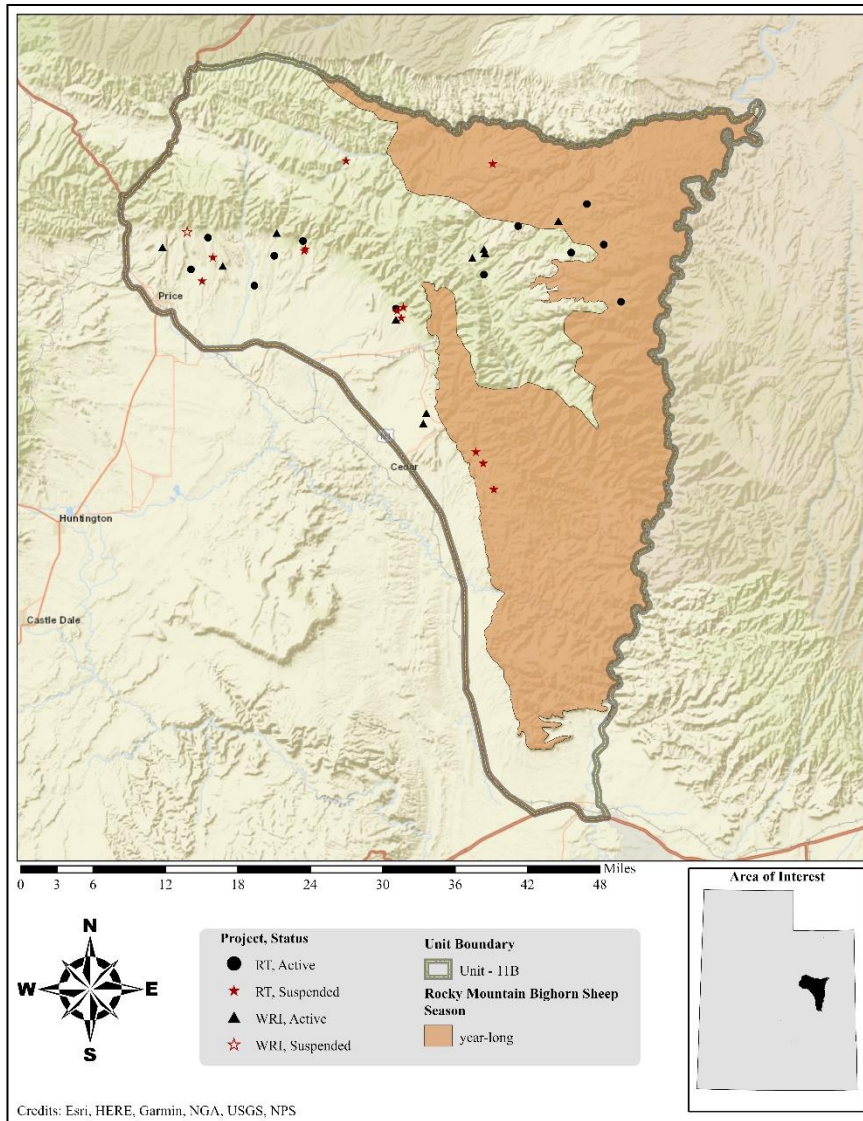 Price
Cedar
Huntington
Castle Dale
Miles
0 3 6 12 18 24 30 36 42 48
Area of Interest
N
W E
S
Project, Status
RT, Active
RT, Suspended
WRI, Active
WRI, Suspended
Unit Boundary
Unit - 11B
Rocky Mountain Bighorn Sheep
Season
year-long
Credits: Esri, HERE, Garmin, NGA, USGS, NPS